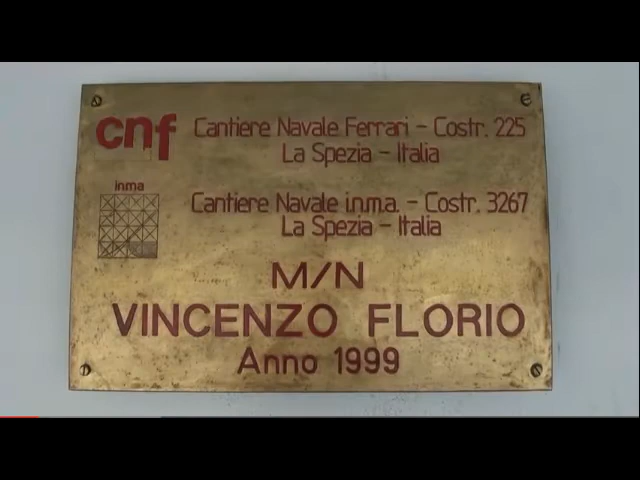 cnf
Cantiere Navale Ferrari - Costr. 225
La Spezia - Italia
inma
Cantiere Navale i.n.m.a. - Costr. 3267
La Spezia - Italia
M/N
VINCENZO FLORIO
Anno 1999